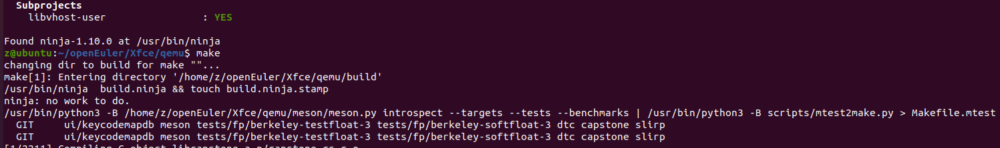 Subprojects
libvhost-user : YES
Found ninja-1.10.0 at /usr/bin/ninja
z@ubuntu:~/openEuler/Xfce/qemu$ make
changing dir to build for make ""...
make[1]: Entering directory '/home/z/openEuler/Xfce/qemu/build'
/usr/bin/ninja  build.ninja && touch build.ninja.stamp
ninja: no work to do.
/usr/bin/python3 -B /home/z/openEuler/Xfce/qemu/meson/meson.py introspect --targets --tests --benchmarks | /usr/bin/python3 -B scripts/mtest2make.py > Makefile.mtest
GIT     ui/keycodemapdb meson tests/fp/berkeley-testfloat-3 tests/fp/berkeley-softfloat-3 dtc capstone slirp
GIT     ui/keycodemapdb meson tests/fp/berkeley-testfloat-3 tests/fp/berkeley-softfloat-3 dtc capstone slirp
Compiling C object